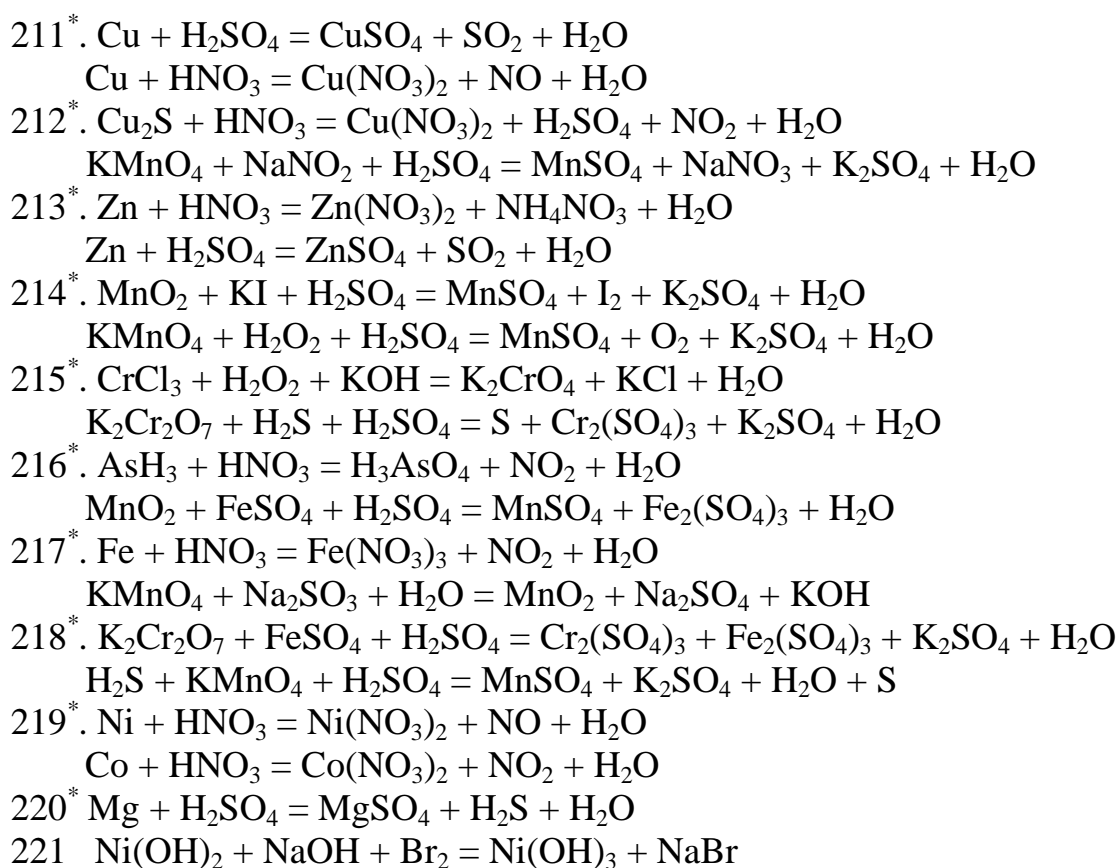 211*. Cu + H₂SO₄ = CuSO₄ + SO₂ + H₂O
Cu + HNO₃ = Cu(NO₃)₂ + NO + H₂O
212*. Cu₂S + HNO₃ = Cu(NO₃)₂ + H₂SO₄ + NO₂ + H₂O
KMnO₄ + NaNO₂ + H₂SO₄ = MnSO₄ + NaNO₃ + K₂SO₄ + H₂O
213*. Zn + HNO₃ = Zn(NO₃)₂ + NH₄NO₃ + H₂O
Zn + H₂SO₄ = ZnSO₄ + SO₂ + H₂O
214*. MnO₂ + KI + H₂SO₄ = MnSO₄ + I₂ + K₂SO₄ + H₂O
KMnO₄ + H₂O₂ + H₂SO₄ = MnSO₄ + O₂ + K₂SO₄ + H₂O
215*. CrCl₃ + H₂O₂ + KOH = K₂CrO₄ + KCl + H₂O
K₂Cr₂O₇ + H₂S + H₂SO₄ = S + Cr₂(SO₄)₃ + K₂SO₄ + H₂O
216*. AsH₃ + HNO₃ = H₃AsO₄ + NO₂ + H₂O
MnO₂ + FeSO₄ + H₂SO₄ = MnSO₄ + Fe₂(SO₄)₃ + H₂O
217*. Fe + HNO₃ = Fe(NO₃)₃ + NO₂ + H₂O
KMnO₄ + Na₂SO₃ + H₂O = MnO₂ + Na₂SO₄ + KOH
218*. K₂Cr₂O₇ + FeSO₄ + H₂SO₄ = Cr₂(SO₄)₃ + Fe₂(SO₄)₃ + K₂SO₄ + H₂O
H₂S + KMnO₄ + H₂SO₄ = MnSO₄ + K₂SO₄ + H₂O + S
219*. Ni + HNO₃ = Ni(NO₃)₂ + NO + H₂O
Co + HNO₃ = Co(NO₃)₂ + NO₂ + H₂O
220* Mg + H₂SO₄ = MgSO₄ + H₂S + H₂O
221 Ni(OH)₂ + NaOH + Br₂ = Ni(OH)₃ + NaBr